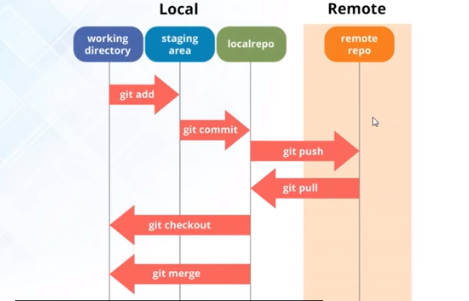 Local
Remote
working
directory
staging
area
localrepo
remote
repo
git add
git commit
git push
git pull
git checkout
git merge